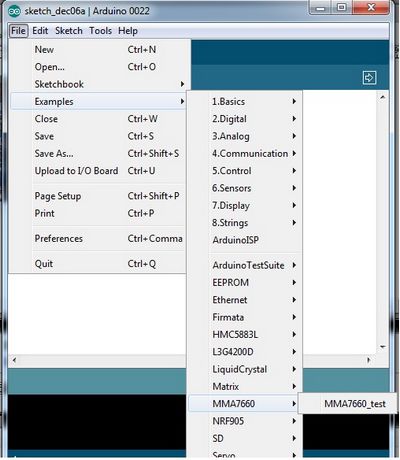 sketch_dec06a | Arduino 0022
File Edit Sketch Tools Help
New Ctrl+N
Open... Ctrl+O
Sketchbook
Examples
Close Ctrl+W
Save Ctrl+S
Save As... Ctrl+Shift+S
Upload to I/O Board Ctrl+U
Page Setup Ctrl+Shift+P
Print Ctrl+P
Preferences Ctrl+Comma
Quit Ctrl+Q
1.Basics
2.Digital
3.Analog
4.Communication
5.Control
6.Sensors
7.Display
8.Strings
ArduinoISP
ArduinoTestSuite
EEPROM
Ethernet
Firmata
HMC5883L
L3G4200D
LiquidCrystal
Matrix
MMA7660
NRF905
SD
Servo
MMA7660_test